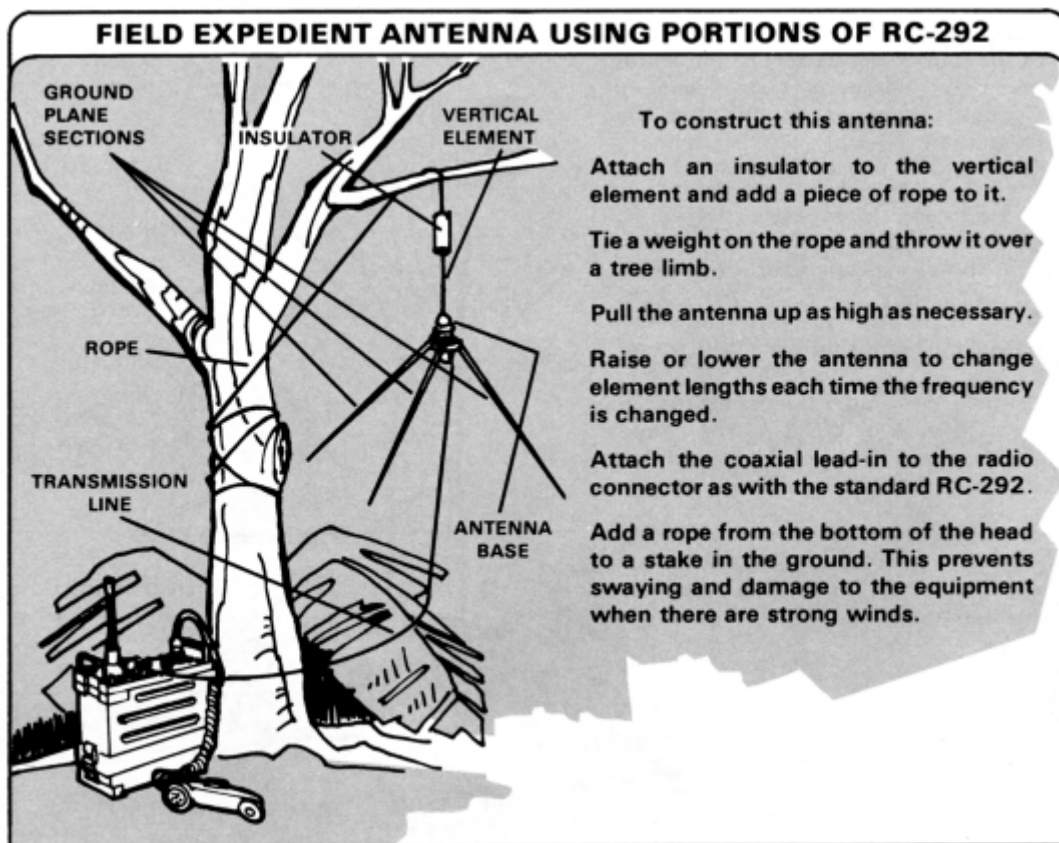 FIELD EXPEDIENT ANTENNA USING PORTIONS OF RC-292
GROUND
PLANE
SECTIONS
INSULATOR
VERTICAL
ELEMENT
ROPE
TRANSMISSION
LINE
ANTENNA
BASE
To construct this antenna:
Attach an insulator to the vertical
element and add a piece of rope to it.
Tie a weight on the rope and throw it over
a tree limb.
Pull the antenna up as high as necessary.
Raise or lower the antenna to change
element lengths each time the frequency
is changed.
Attach the coaxial lead-in to the radio
connector as with the standard RC-292.
Add a rope from the bottom of the head
to a stake in the ground. This prevents
swaying and damage to the equipment
when there are strong winds.